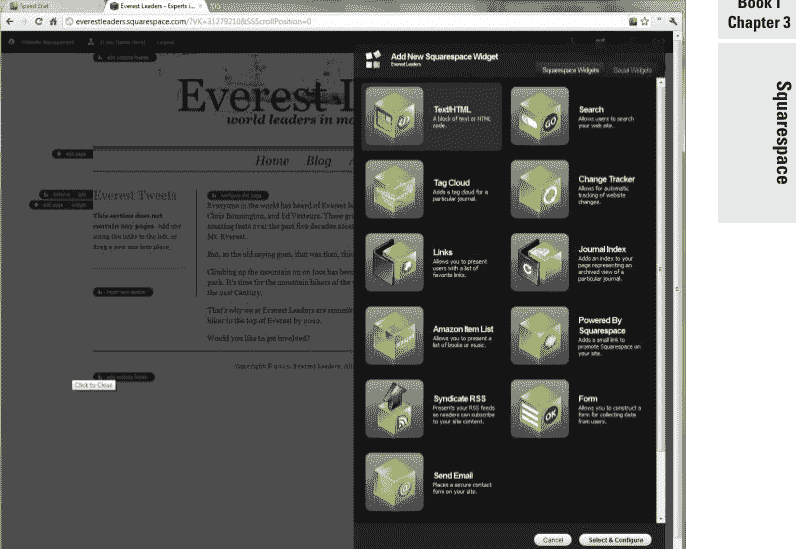 Speed Dial
Everest Leaders - Experts i...
everestleaders.squarespace.com/?VK=31279210&SSScrollPosition=0
Book I
Chapter 3
Squarespace
Website Management
Everest L
world leaders in mo
add page
Home Blog
Everest Tweets
This section does not
contain any pages. Add one
using the links to the left, or
drag a new one into place.
configure this page
Everyone in the world has heard of Everest le
Chris Bonnington, and Ed Viesturs. These gr
amazing feats over the past five decades
Mt. Everest.
But, as the old saying goes, that was then, this
Climbing up the mountain on on foot has beco
park. It's time for the mountain bikers of the
the 21st Century.
That's why we at Everest Leaders are commit
biker to the top of Everest by 2012.
Would you like to get involved?
Click to Close
Add New Squarespace Widget
Everest Leaders
Squarespace Widgets
Social Widgets
Text/HTML
A block of text or HTML
code.
Search
Allows users to search
your web site.
Tag Cloud
Adds a tag cloud for a
particular journal.
Change Tracker
Allows for automatic
tracking of website
changes.
Links
Allows you to present
users with a list of
favorite links.
Journal Index
Adds an index to your
page representing an
archived view of a
particular journal.
Amazon Item List
Allows you to present a
list of books or music.
Powered By
Squarespace
Adds a small link to
promote Squarespace on
your site.
Syndicate RSS
Presents your RSS feeds
so readers can subscribe
to your site content.
Form
Allows you to construct a
form for collecting data
from users.
Send Email
Places a secure contact
form on your site.
Cancel
Select & Configure